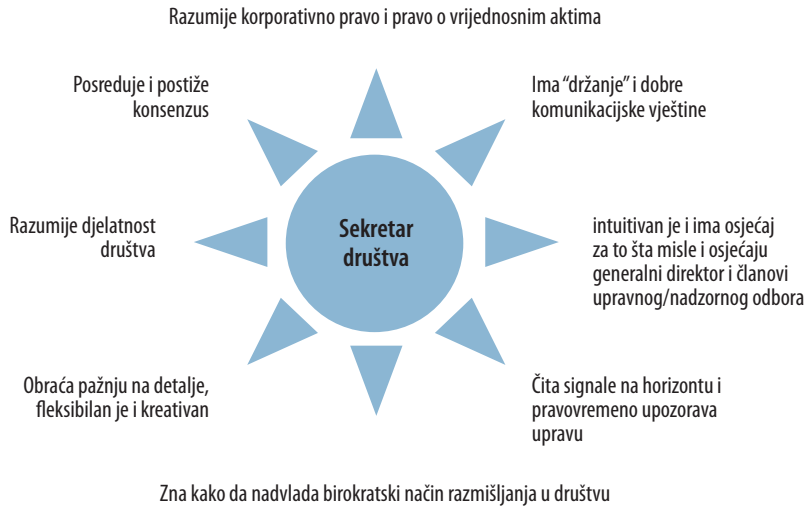 Razumije korporativno pravo i pravo o vrijednosnim aktima
Posreduje i postiže
konsenzus
Ima “držanje” i dobre
komunikacijske vještine
Razumije djelatnost
društva
Sekretar
društva
intuitivan je i ima osjećaj
za to šta misle i osjećaju
generalni direktor i članovi
upravnog/nadzornog odbora
Obraća pažnju na detalje,
fleksibilan je i kreativan
Čita signale na horizontu i
pravovremeno upozorava
upravu
Zna kako da nadvlada birokratski način razmišljanja u društvu